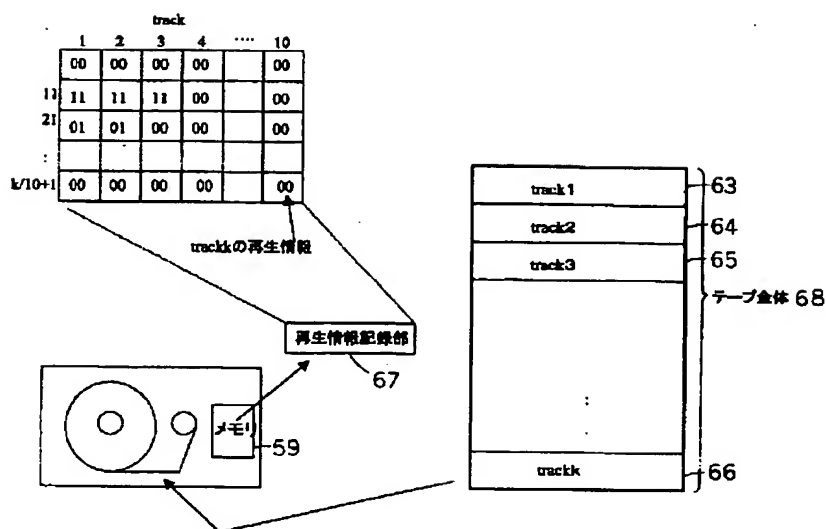 track
1 2 3 4 ···· 10
00 00 00 00 00
11 11 11 11 00 00
21 01 01 00 00 00
:
k/10+1 00 00 00 00 00
trackkの再生情報
再生情報記録部
67
メモリ
59
track1
63
track2
64
track3
65
テープ全体 68
:
trackk
66